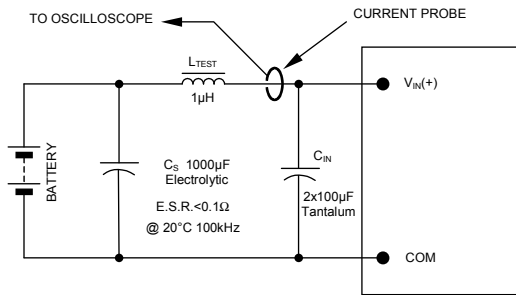 TO OSCILLOSCOPE
CURRENT PROBE
LTEST
1µH
VIN(+)
BATTERY
CS 1000µF
Electrolytic
E.S.R.<0.1Ω
@ 20°C 100kHz
CIN
2x100µF
Tantalum
COM